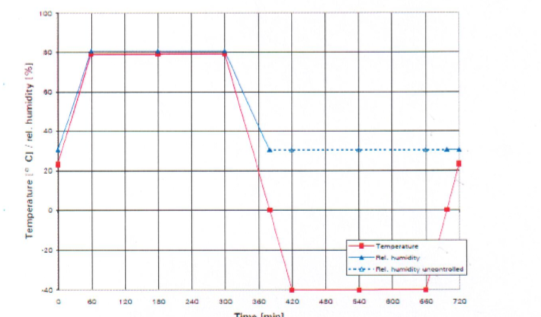 100
80
60
40
20
0
-20
-40
Temperature [° C] / rel. humidity [%]
0 60 120 180 240 300 360 420 480 540 600 660 720
Time [min]
Temperature
Rel. humidity
Rel. humidity uncontrolled